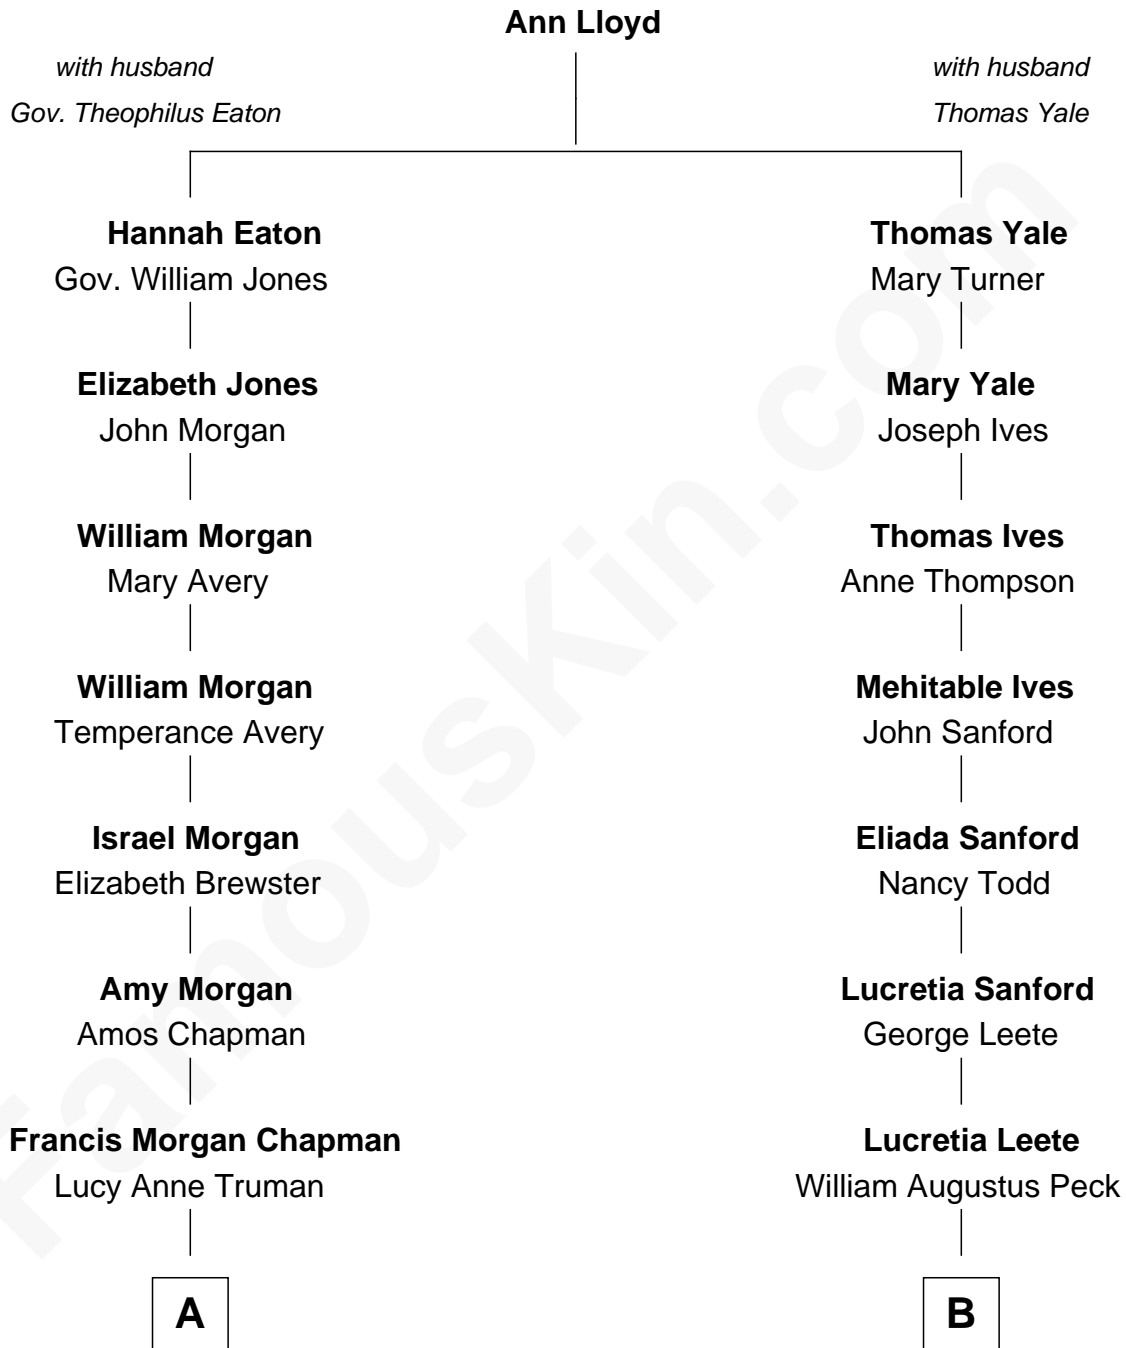 Ann Lloyd
with husband
Gov. Theophilus Eaton
with husband
Thomas Yale
Hannah Eaton
Gov. William Jones
Thomas Yale
Mary Turner
Elizabeth Jones
John Morgan
Mary Yale
Joseph Ives
William Morgan
Mary Avery
Thomas Ives
Anne Thompson
William Morgan
Temperance Avery
Mehitable Ives
John Sanford
Israel Morgan
Elizabeth Brewster
Eliada Sanford
Nancy Todd
Amy Morgan
Amos Chapman
Lucretia Sanford
George Leete
Francis Morgan Chapman
Lucy Anne Truman
Lucretia Leete
William Augustus Peck
A
B
FamousKin.com